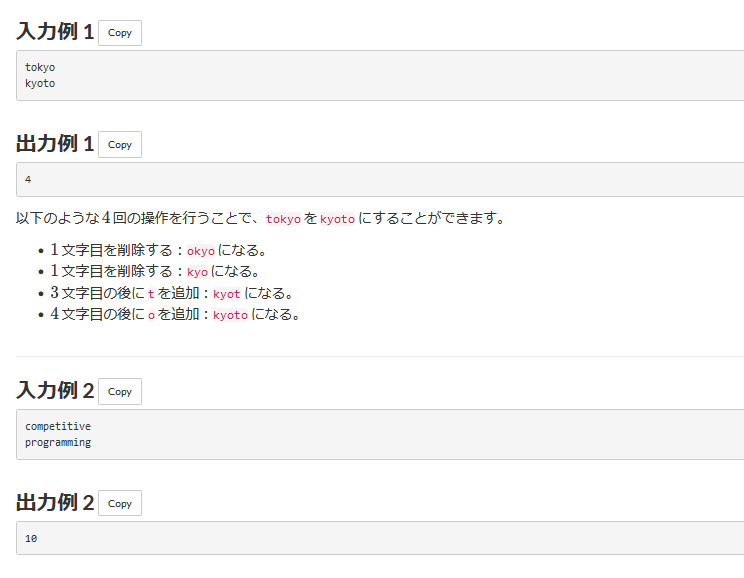 入力例 1 Copy
tokyo
kyoto
出力例 1 Copy
4
以下のような 4 回の操作を行うことで、tokyo を kyoto にすることができます。
• 1 文字目を削除する：okyo になる。
• 1 文字目を削除する：kyo になる。
• 3 文字目の後に t を追加：kyot になる。
• 4 文字目の後に o を追加：kyoto になる。
入力例 2 Copy
competitive
programming
出力例 2 Copy
10